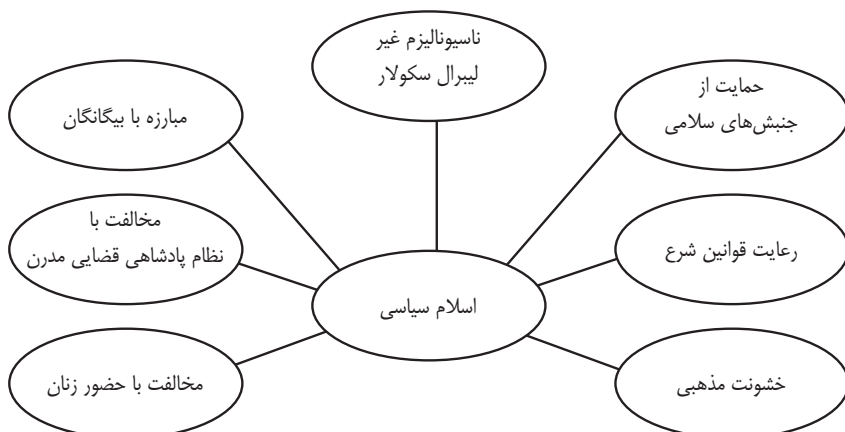 ناسیونالیزم غیر
لیبرال سکولار
حمایت از
جنبش‌های سلامی
مبارزه با بیگانگان
رعایت قوانین شرع
مخالفت با
نظام پادشاهی قضایی مدرن
اسلام سیاسی
خشونت مذهبی
مخالفت با حضور زنان